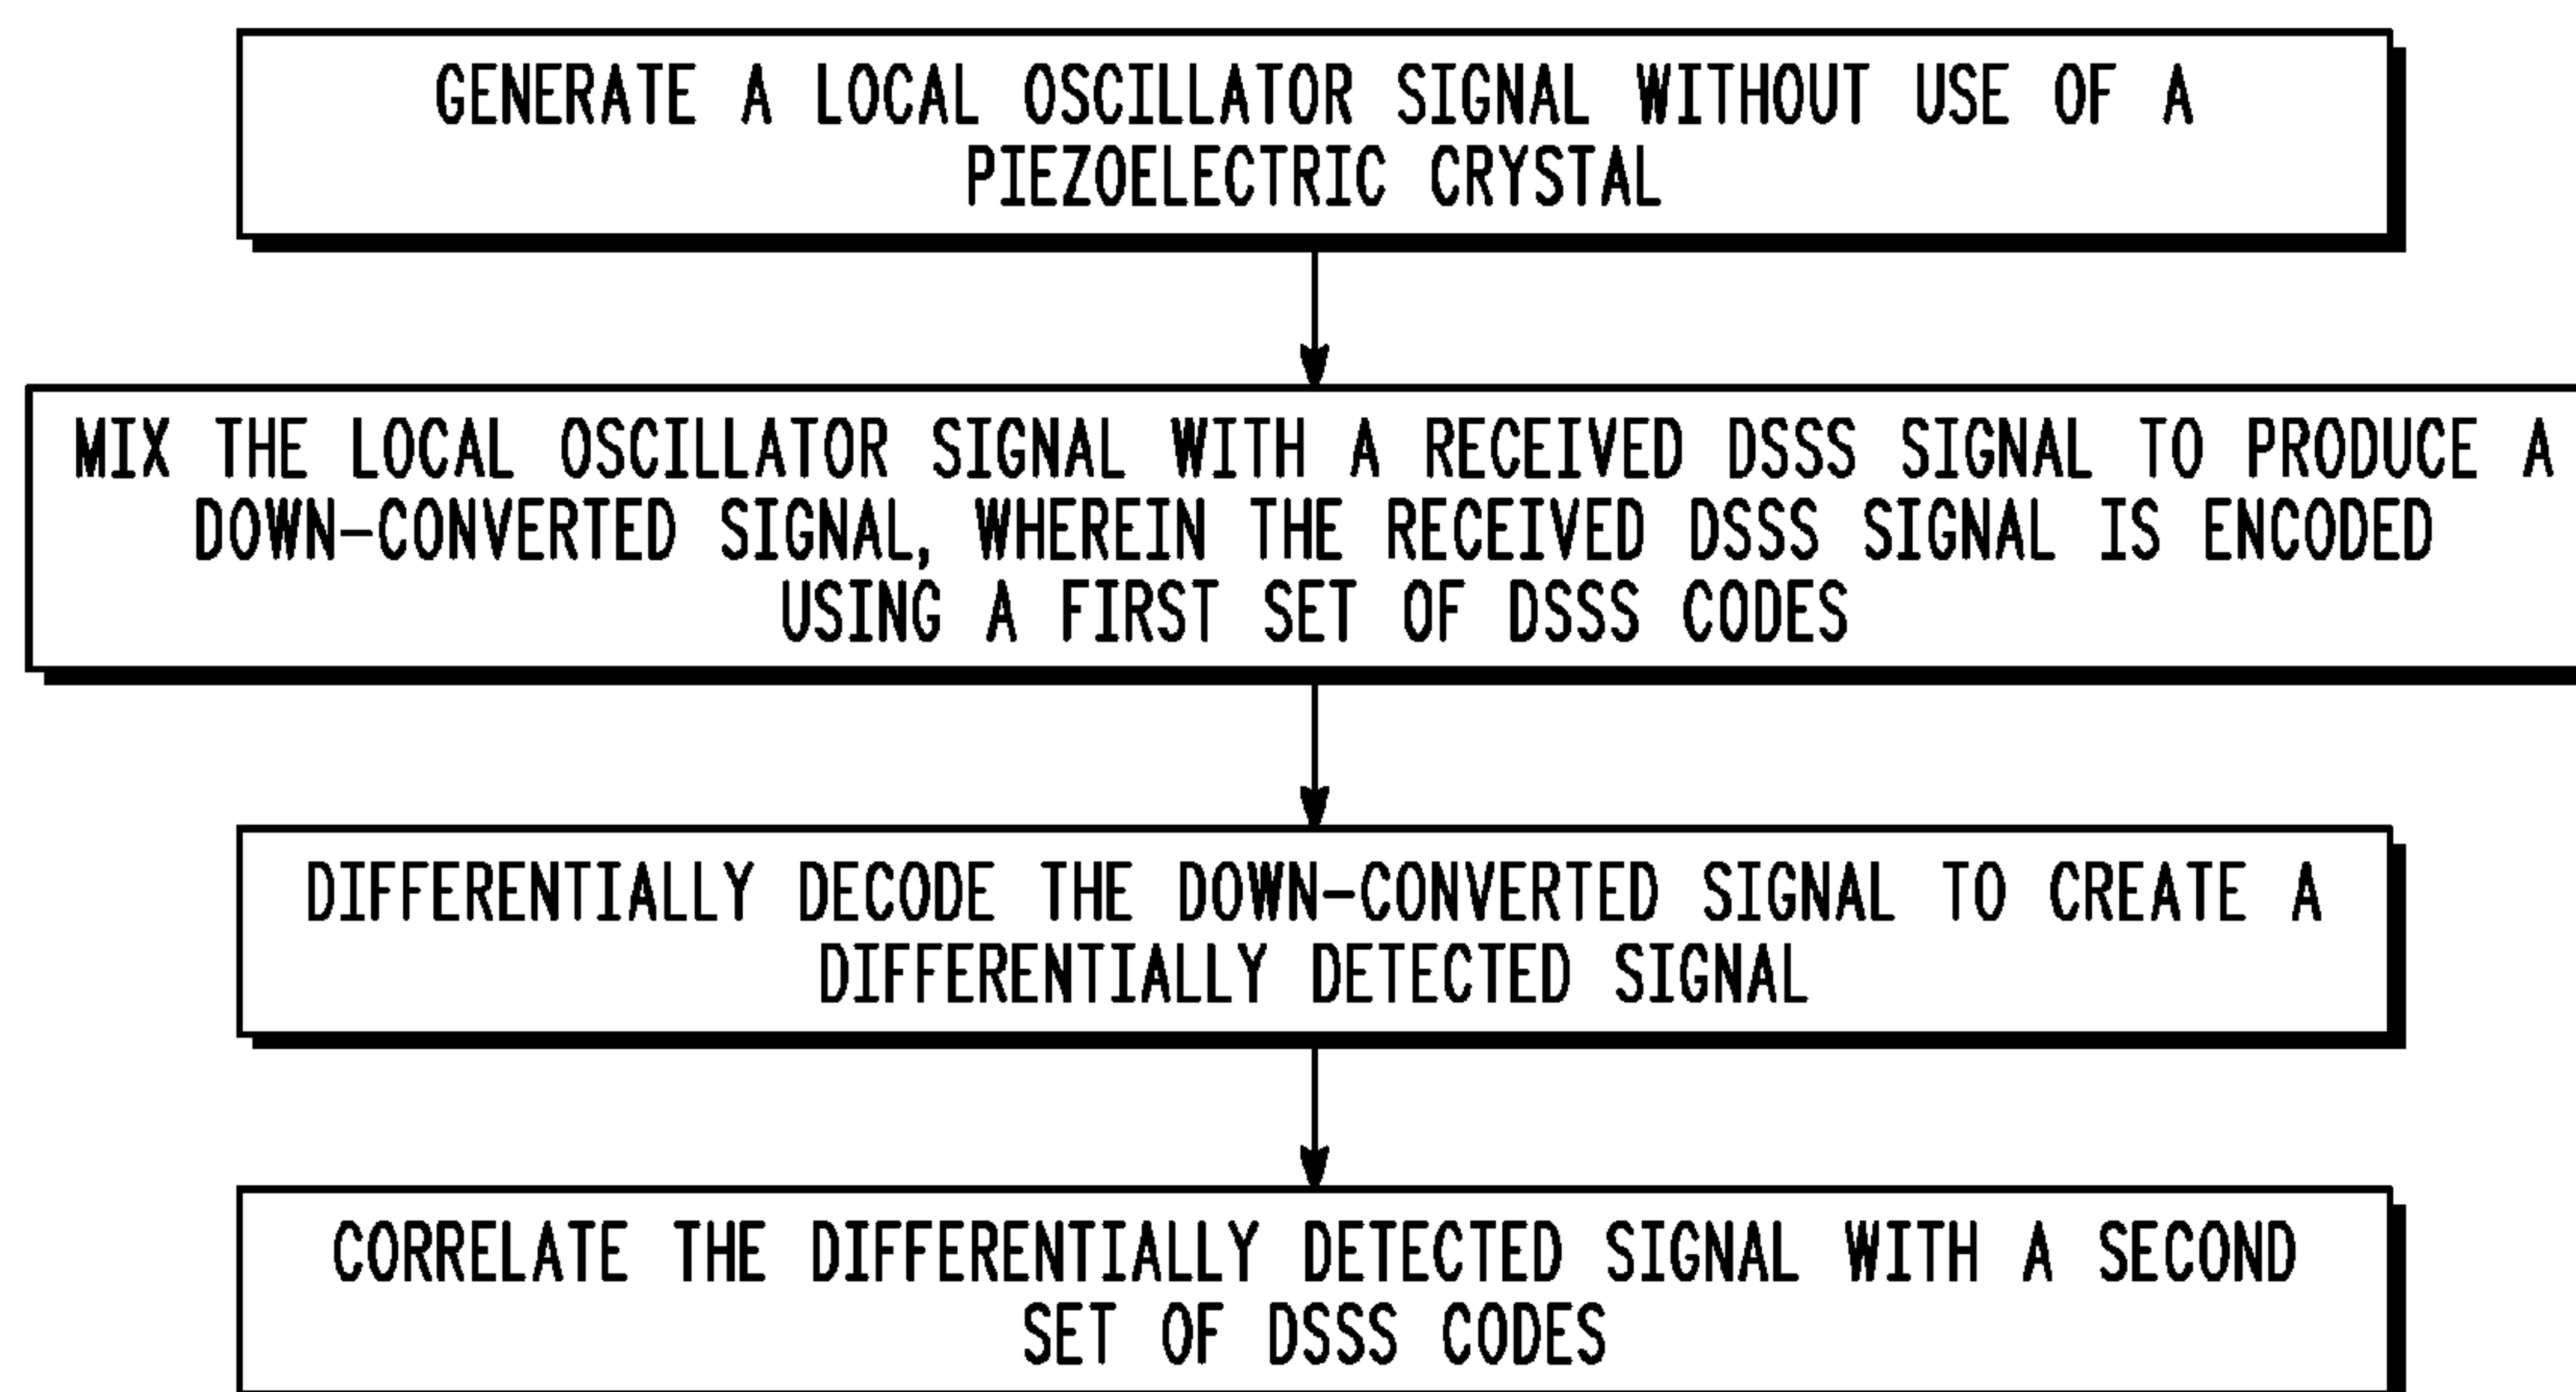 GENERATE A LOCAL OSCILLATOR SIGNAL WITHOUT USE OF A
PIEZOELECTRIC CRYSTAL
MIX THE LOCAL OSCILLATOR SIGNAL WITH A RECEIVED DSSS SIGNAL TO PRODUCE A
DOWN-CONVERTED SIGNAL, WHEREIN THE RECEIVED DSSS SIGNAL IS ENCODED
USING A FIRST SET OF DSSS CODES
DIFFERENTIALLY DECODE THE DOWN-CONVERTED SIGNAL TO CREATE A
DIFFERENTIALLY DETECTED SIGNAL
CORRELATE THE DIFFERENTIALLY DETECTED SIGNAL WITH A SECOND
SET OF DSSS CODES